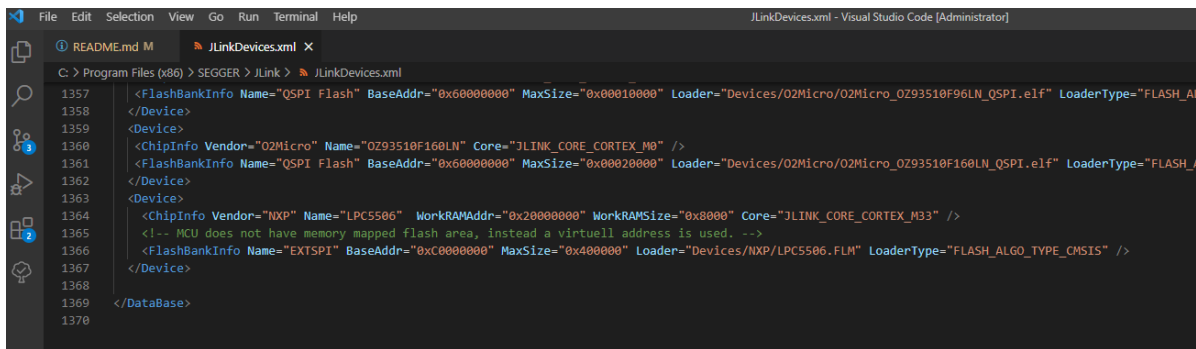 File Edit Selection View Go Run Terminal Help JLinkDevices.xml - Visual Studio Code [Administrator]
README.md M JLinkDevices.xml
C: > Program Files (x86) > SEGGER > JLink > JLinkDevices.xml
1357 <FlashBankInfo Name="QSPI Flash" BaseAddr="0x60000000" MaxSize="0x00010000" Loader="Devices/O2Micro/O2Micro_OZ93510F96LN_QSPI.elf" LoaderType="FLASH_AL
1358 </Device>
1359 <Device>
1360 <ChipInfo Vendor="O2Micro" Name="OZ93510F160LN" Core="JLINK_CORE_CORTEX_M0" />
1361 <FlashBankInfo Name="QSPI Flash" BaseAddr="0x60000000" MaxSize="0x00020000" Loader="Devices/O2Micro/O2Micro_OZ93510F160LN_QSPI.elf" LoaderType="FLASH_
1362 </Device>
1363 <Device>
1364 <ChipInfo Vendor="NXP" Name="LPC5506" WorkRAMAddr="0x20000000" WorkRAMSize="0x8000" Core="JLINK_CORE_CORTEX_M33" />
1365 <!-- MCU does not have memory mapped flash area, instead a virtuell address is used. -->
1366 <FlashBankInfo Name="EXTSPI" BaseAddr="0xC0000000" MaxSize="0x400000" Loader="Devices/NXP/LPC5506.FLM" LoaderType="FLASH_ALGO_TYPE_CMSIS" />
1367 </Device>
1368
1369 </DataBase>
1370
3
2